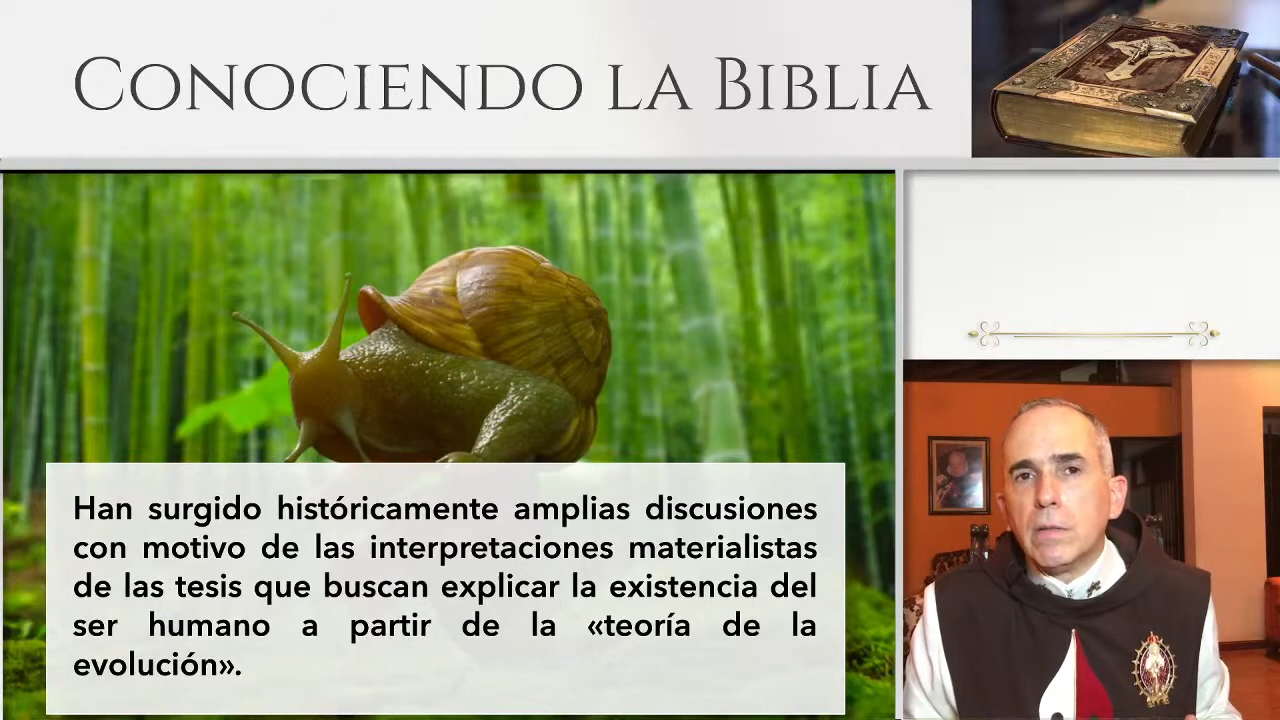 CONOCIENDO LA BIBLIA
Han surgido históricamente amplias discusiones
con motivo de las interpretaciones materialistas
de las tesis que buscan explicar la existencia del
ser humano a partir de la «teoría de la
evolución».